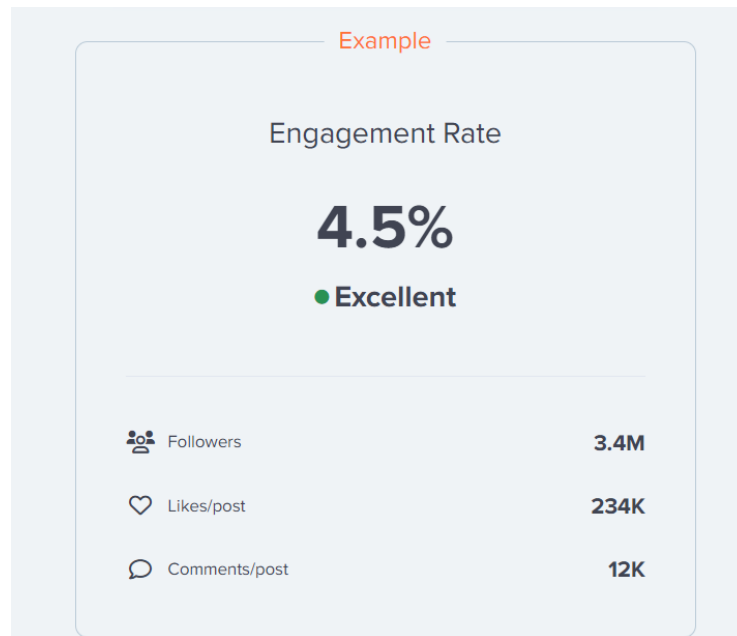 Example
Engagement Rate
4.5%
Excellent
Followers 3.4M
Likes/post 234K
Comments/post 12K